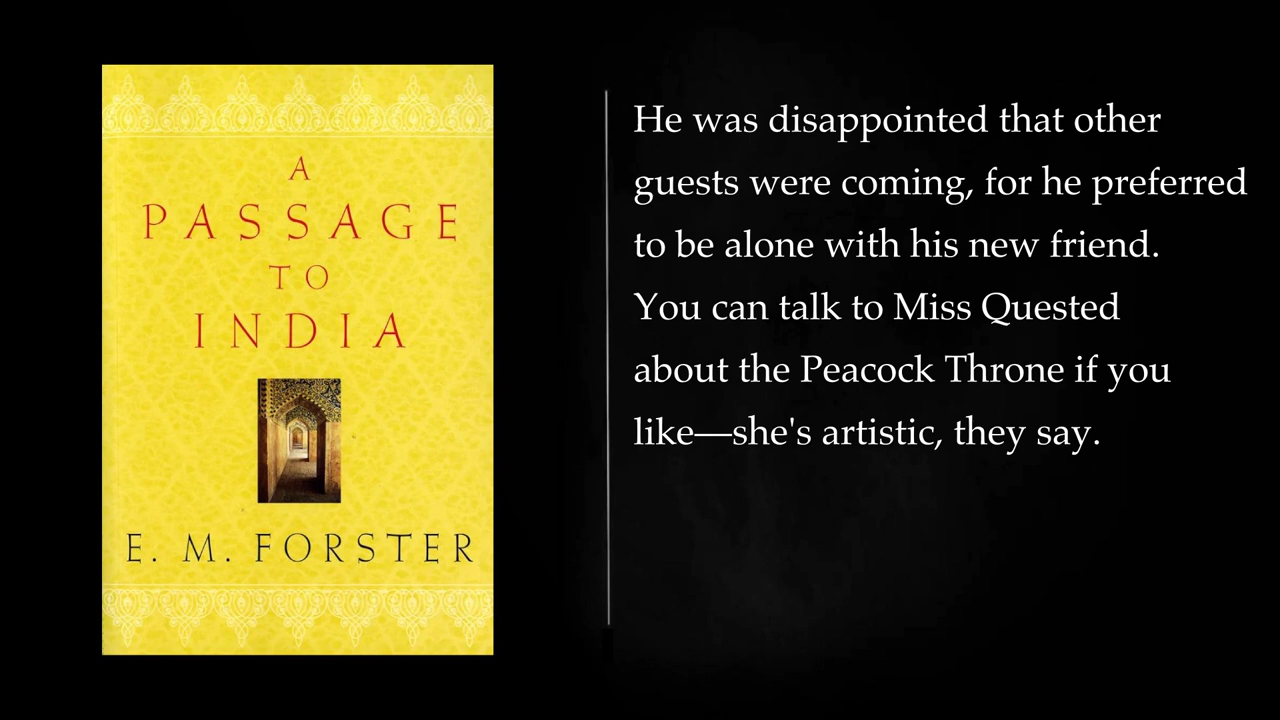 A
PASSAGE
TO
INDIA
E. M. FORSTER
He was disappointed that other
guests were coming, for he preferred
to be alone with his new friend.
You can talk to Miss Quested
about the Peacock Throne if you
like—she's artistic, they say.